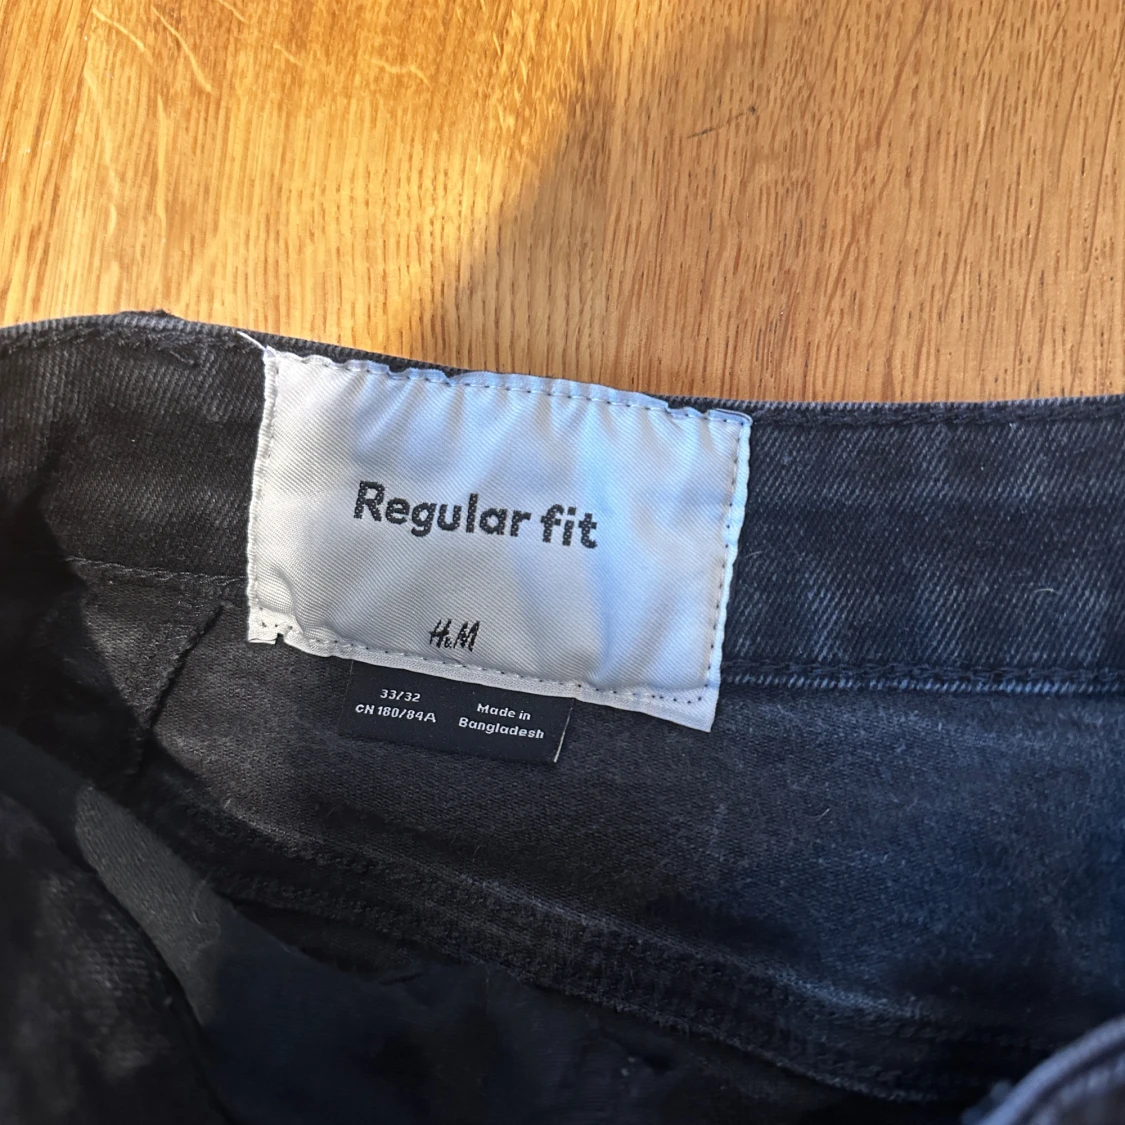 Regular fit
H&M
33/32
CN 180/84A
Made in
Bangladesh